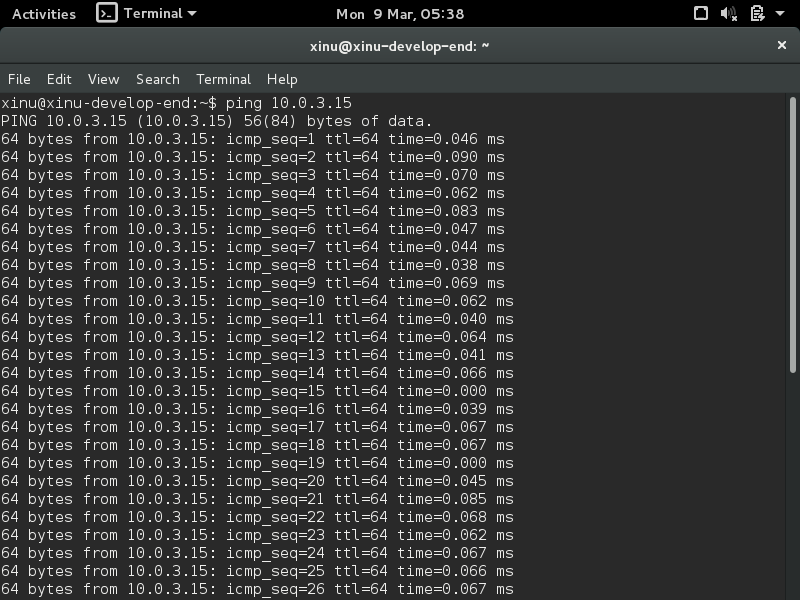 Activities Terminal Mon 9 Mar, 05:38
xinu@xinu-develop-end: ~ ×
File Edit View Search Terminal Help
xinu@xinu-develop-end:~$ ping 10.0.3.15
PING 10.0.3.15 (10.0.3.15) 56(84) bytes of data.
64 bytes from 10.0.3.15: icmp_seq=1 ttl=64 time=0.046 ms
64 bytes from 10.0.3.15: icmp_seq=2 ttl=64 time=0.090 ms
64 bytes from 10.0.3.15: icmp_seq=3 ttl=64 time=0.070 ms
64 bytes from 10.0.3.15: icmp_seq=4 ttl=64 time=0.062 ms
64 bytes from 10.0.3.15: icmp_seq=5 ttl=64 time=0.083 ms
64 bytes from 10.0.3.15: icmp_seq=6 ttl=64 time=0.047 ms
64 bytes from 10.0.3.15: icmp_seq=7 ttl=64 time=0.044 ms
64 bytes from 10.0.3.15: icmp_seq=8 ttl=64 time=0.038 ms
64 bytes from 10.0.3.15: icmp_seq=9 ttl=64 time=0.069 ms
64 bytes from 10.0.3.15: icmp_seq=10 ttl=64 time=0.062 ms
64 bytes from 10.0.3.15: icmp_seq=11 ttl=64 time=0.040 ms
64 bytes from 10.0.3.15: icmp_seq=12 ttl=64 time=0.064 ms
64 bytes from 10.0.3.15: icmp_seq=13 ttl=64 time=0.041 ms
64 bytes from 10.0.3.15: icmp_seq=14 ttl=64 time=0.066 ms
64 bytes from 10.0.3.15: icmp_seq=15 ttl=64 time=0.000 ms
64 bytes from 10.0.3.15: icmp_seq=16 ttl=64 time=0.039 ms
64 bytes from 10.0.3.15: icmp_seq=17 ttl=64 time=0.067 ms
64 bytes from 10.0.3.15: icmp_seq=18 ttl=64 time=0.067 ms
64 bytes from 10.0.3.15: icmp_seq=19 ttl=64 time=0.000 ms
64 bytes from 10.0.3.15: icmp_seq=20 ttl=64 time=0.045 ms
64 bytes from 10.0.3.15: icmp_seq=21 ttl=64 time=0.085 ms
64 bytes from 10.0.3.15: icmp_seq=22 ttl=64 time=0.068 ms
64 bytes from 10.0.3.15: icmp_seq=23 ttl=64 time=0.062 ms
64 bytes from 10.0.3.15: icmp_seq=24 ttl=64 time=0.067 ms
64 bytes from 10.0.3.15: icmp_seq=25 ttl=64 time=0.066 ms
64 bytes from 10.0.3.15: icmp_seq=26 ttl=64 time=0.067 ms